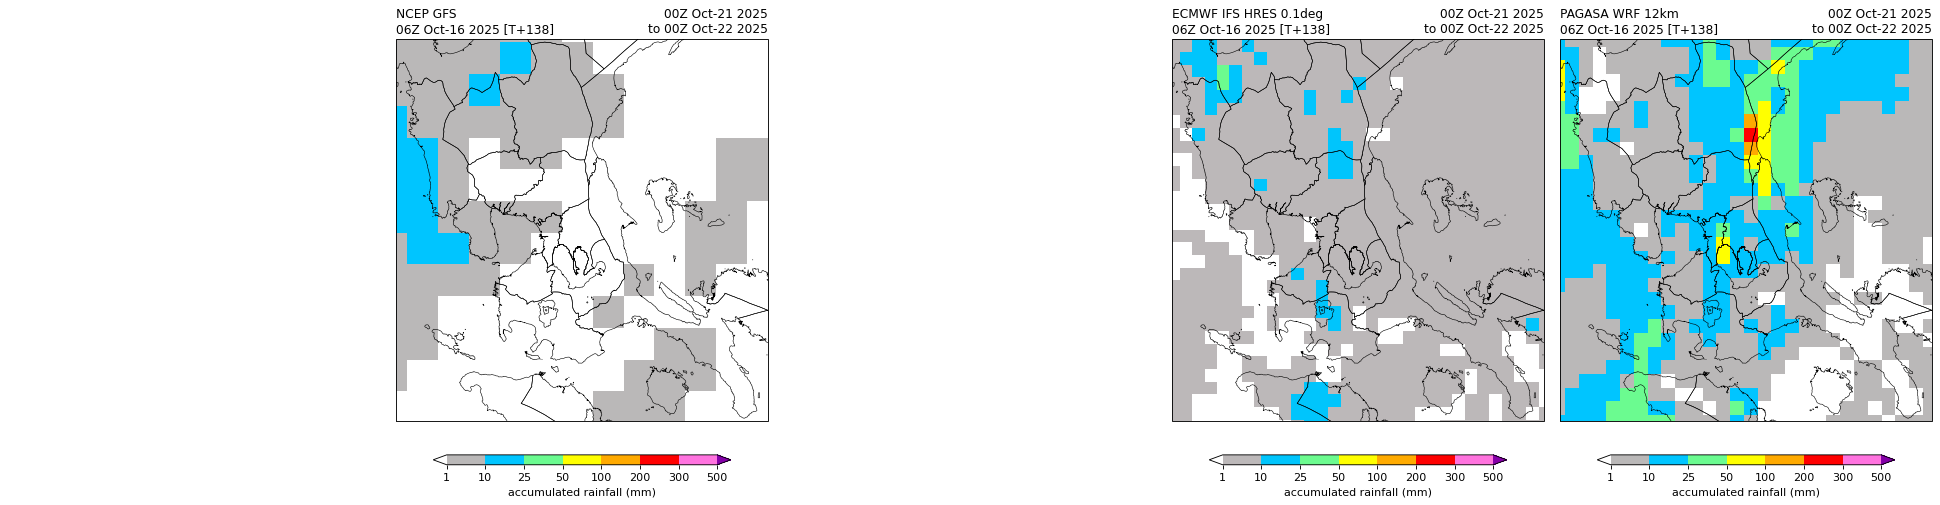 NCEP GFS 00Z Oct-21 2025
06Z Oct-16 2025 [T+138] to 00Z Oct-22 2025
1 10 25 50 100 200 300 500
accumulated rainfall (mm)
ECMWF IFS HRES 0.1deg 00Z Oct-21 2025
06Z Oct-16 2025 [T+138] to 00Z Oct-22 2025
1 10 25 50 100 200 300 500
accumulated rainfall (mm)
PAGASA WRF 12km 00Z Oct-21 2025
06Z Oct-16 2025 [T+138] to 00Z Oct-22 2025
1 10 25 50 100 200 300 500
accumulated rainfall (mm)